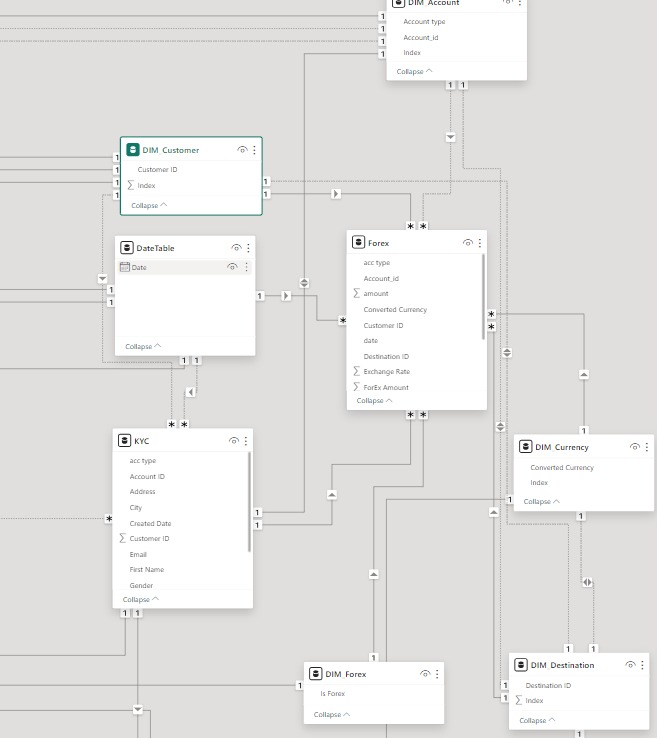 DIM_Account
Account type
Account_id
Index
Collapse
DIM_Customer
Customer ID
Index
Collapse
DateTable
Date
Collapse
Forex
acc type
Account_id
amount
Converted Currency
Customer ID
date
Destination ID
Exchange Rate
ForEx Amount
Collapse
KYC
acc type
Account ID
Address
City
Created Date
Customer ID
Email
First Name
Gender
Collapse
DIM_Currency
Converted Currency
Index
Collapse
DIM_Forex
Is Forex
Collapse
DIM_Destination
Destination ID
Index
Collapse